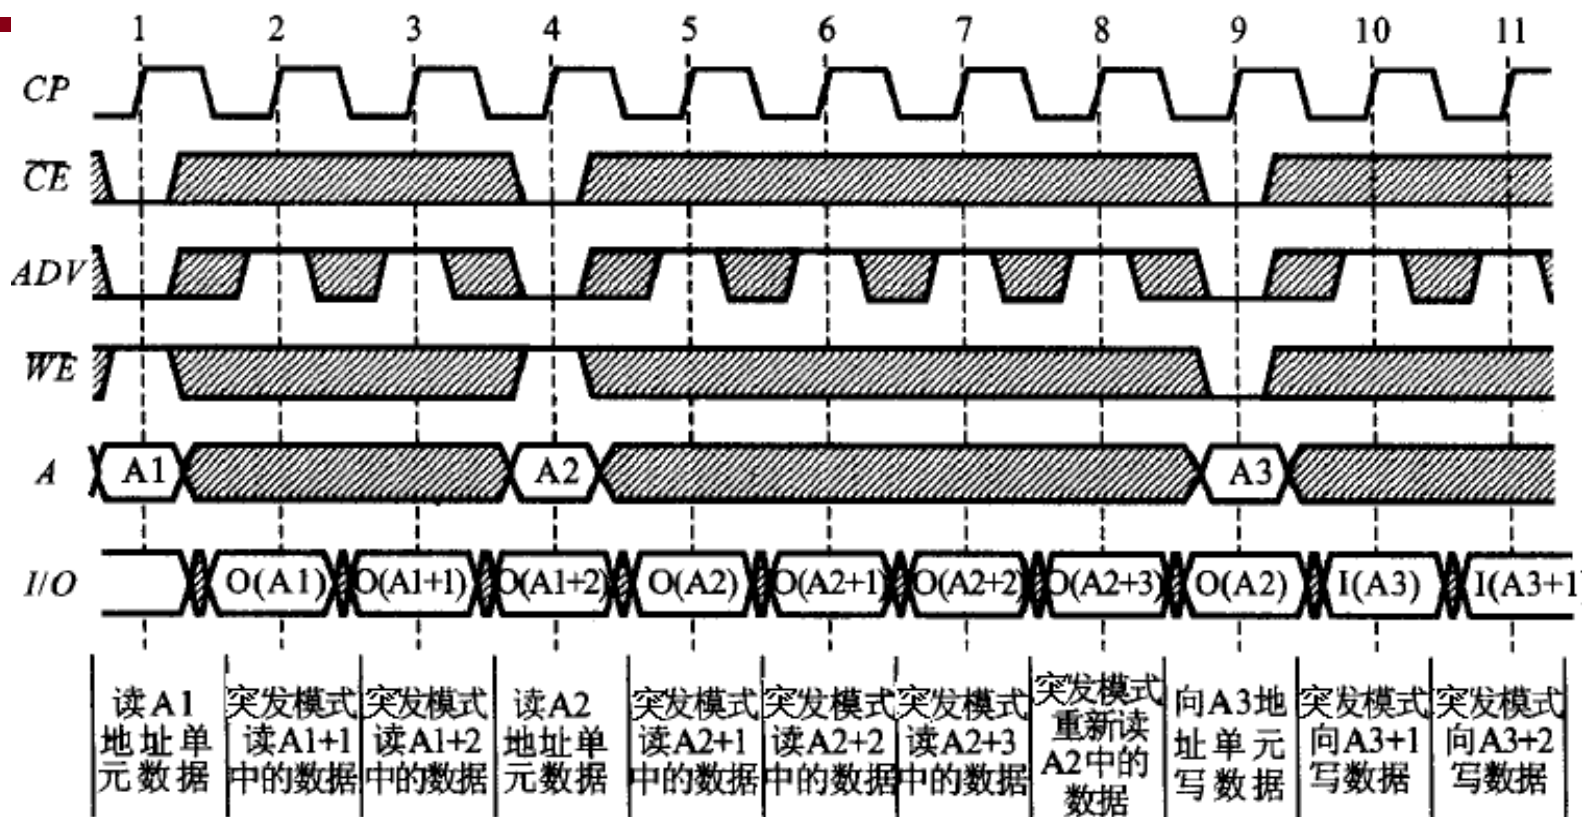 1 2 3 4 5 6 7 8 9 10 11
CP
CE
ADV
WE
A A1 A2 A3
I/O O(A1) O(A1+1) O(A1+2) O(A2) O(A2+1) O(A2+2) O(A2+3) O(A2) I(A3) I(A3+1)
读A1
地址单
元数据
突发模式
读A1+1
中的数据
突发模式
读A1+2
中的数据
读A2
地址单
元数据
突发模式
读A2+1
中的数据
突发模式
读A2+2
中的数据
突发模式
读A2+3
中的数据
突发模式
重新读
A2中的
数据
向A3地
址单元
写数据
突发模式
向A3+1
写数据
突发模式
向A3+2
写数据